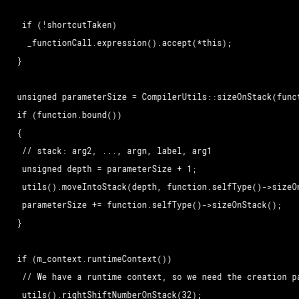 if (!shortcutTaken)
_functionCall.expression().accept(*this);
}
unsigned parameterSize = CompilerUtils::sizeOnStack(funct
if (function.bound())
{
// stack: arg2, ..., argn, label, arg1
unsigned depth = parameterSize + 1;
utils().moveIntoStack(depth, function.selfType()->sizeOn
parameterSize += function.selfType()->sizeOnStack();
}
if (m_context.runtimeContext())
// We have a runtime context, so we need the creation pa
utils().rightShiftNumberOnStack(32);